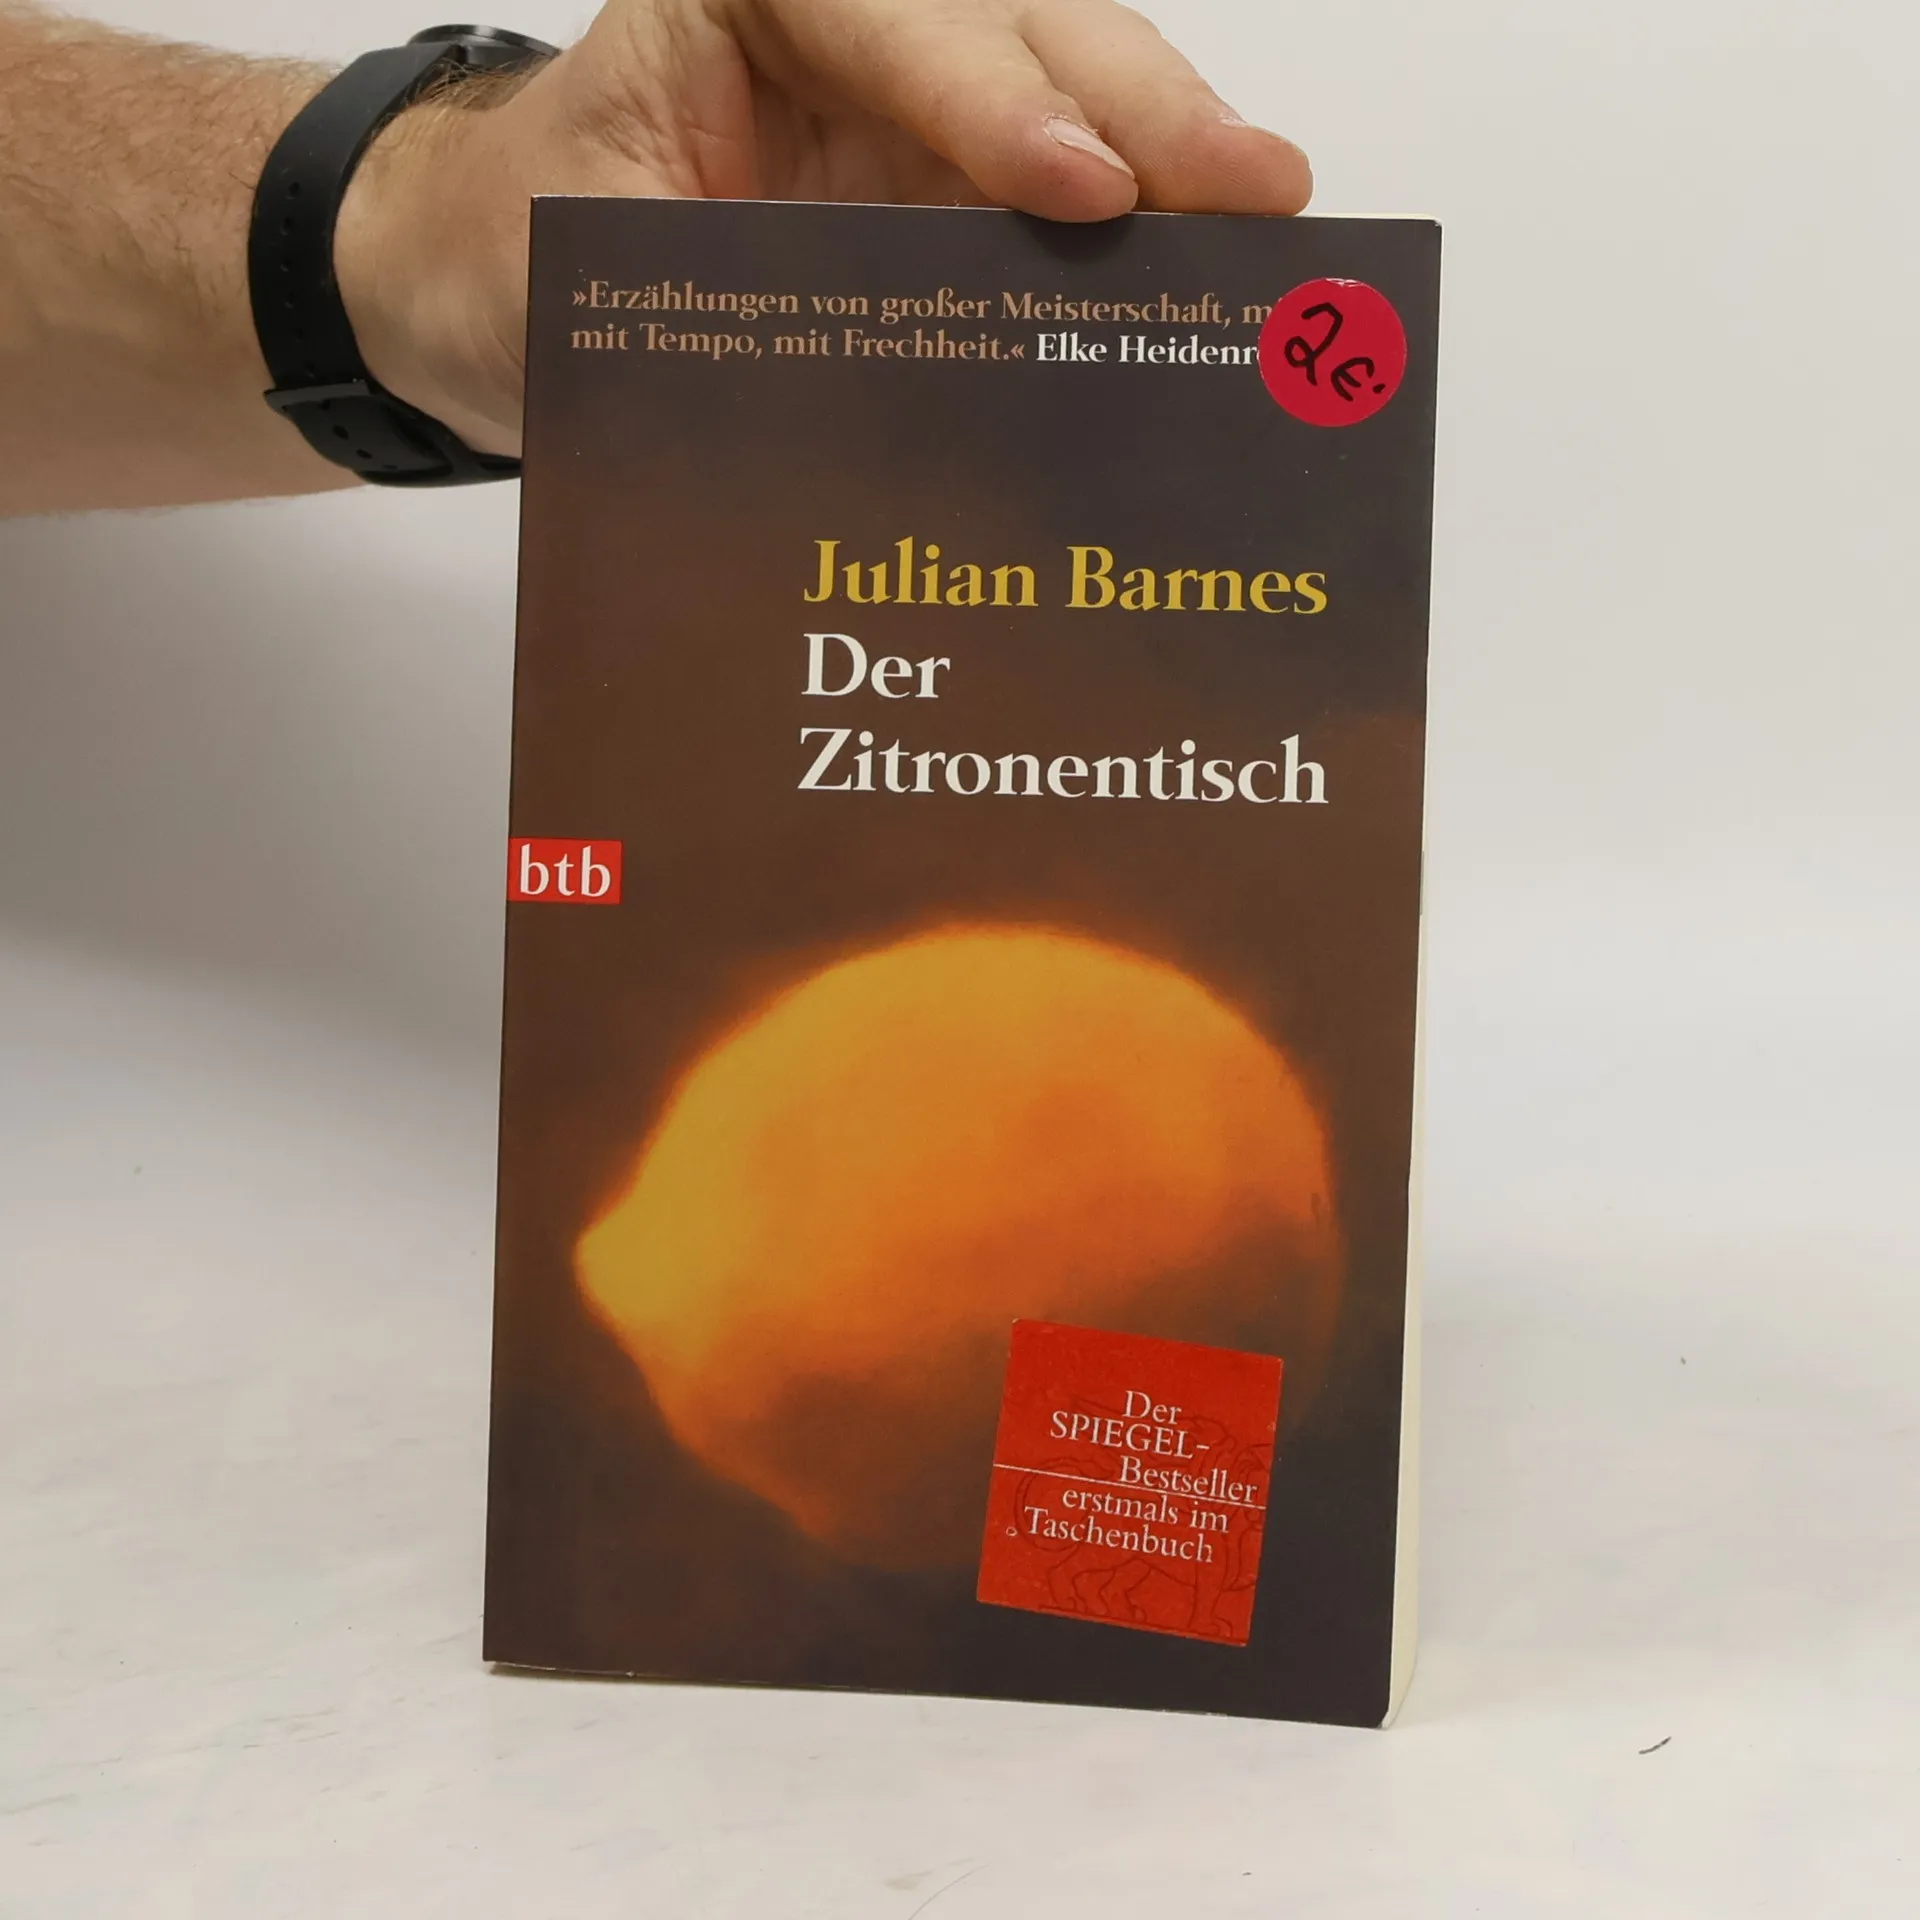 »Erzählungen von großer Meisterschaft,
mit Tempo, mit Frechheit.« Elke
2€.
Julian Barnes
Der
Zitronentisch
btb
Der
SPIEGEL-
Bestseller
erstmals im
Taschenbuch